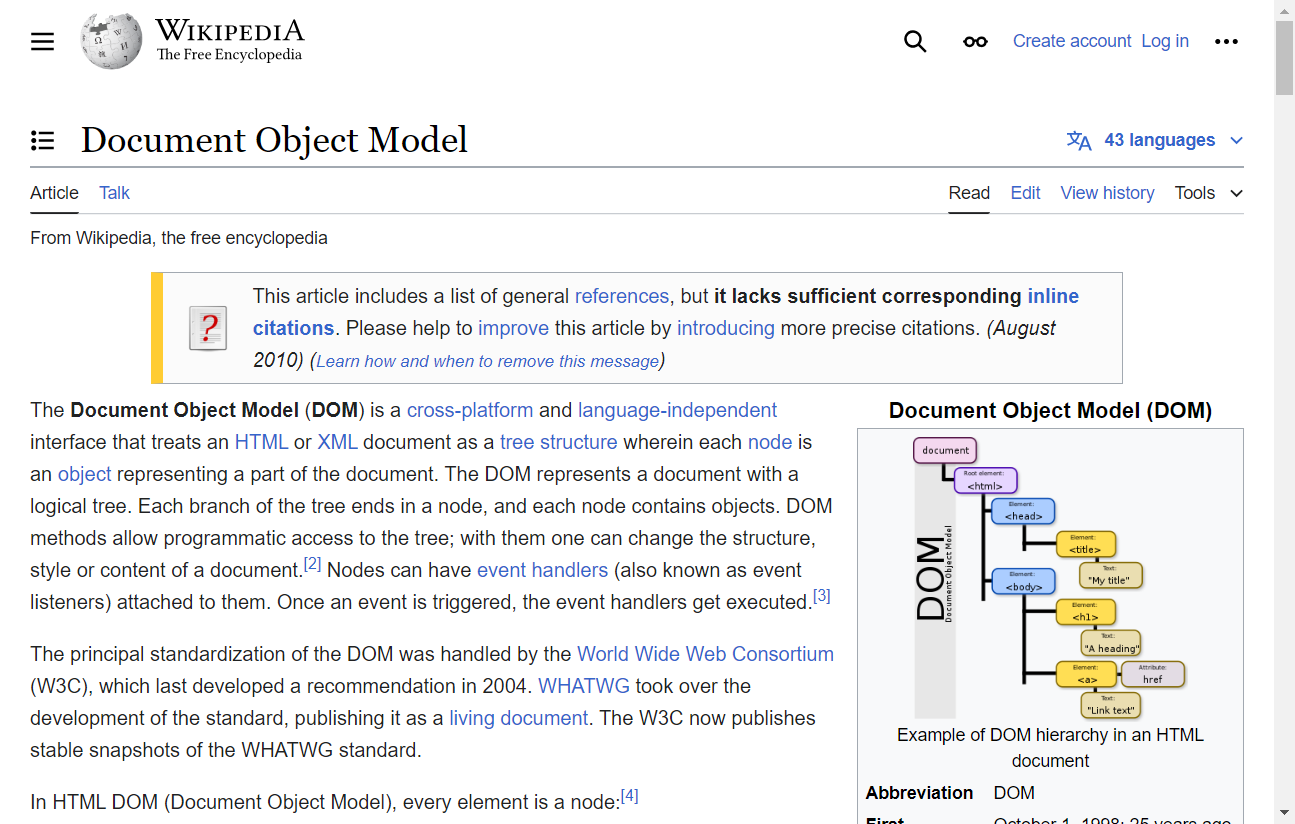 WIKIPEDIA
The Free Encyclopedia
Create account Log in
Document Object Model
43 languages
Article Talk
Read Edit View history Tools
From Wikipedia, the free encyclopedia
This article includes a list of general references, but it lacks sufficient corresponding inline
citations. Please help to improve this article by introducing more precise citations. (August
2010) (Learn how and when to remove this message)
The Document Object Model (DOM) is a cross-platform and language-independent
interface that treats an HTML or XML document as a tree structure wherein each node is
an object representing a part of the document. The DOM represents a document with a
logical tree. Each branch of the tree ends in a node, and each node contains objects. DOM
methods allow programmatic access to the tree; with them one can change the structure,
style or content of a document.[2] Nodes can have event handlers (also known as event
listeners) attached to them. Once an event is triggered, the event handlers get executed.[3]
The principal standardization of the DOM was handled by the World Wide Web Consortium
(W3C), which last developed a recommendation in 2004. WHATWG took over the
development of the standard, publishing it as a living document. The W3C now publishes
stable snapshots of the WHATWG standard.
In HTML DOM (Document Object Model), every element is a node:[4]
Document Object Model (DOM)
document
Root element:
<html>
Element:
<head>
Element:
<title>
Text:
"My title"
Element:
<body>
Element:
<h1>
Text:
"A heading"
Element:
<a>
Attribute:
href
Text:
"Link text"
DOM
Document Object Model
Example of DOM hierarchy in an HTML
document
Abbreviation DOM
First October 1, 1998; 25 years ago